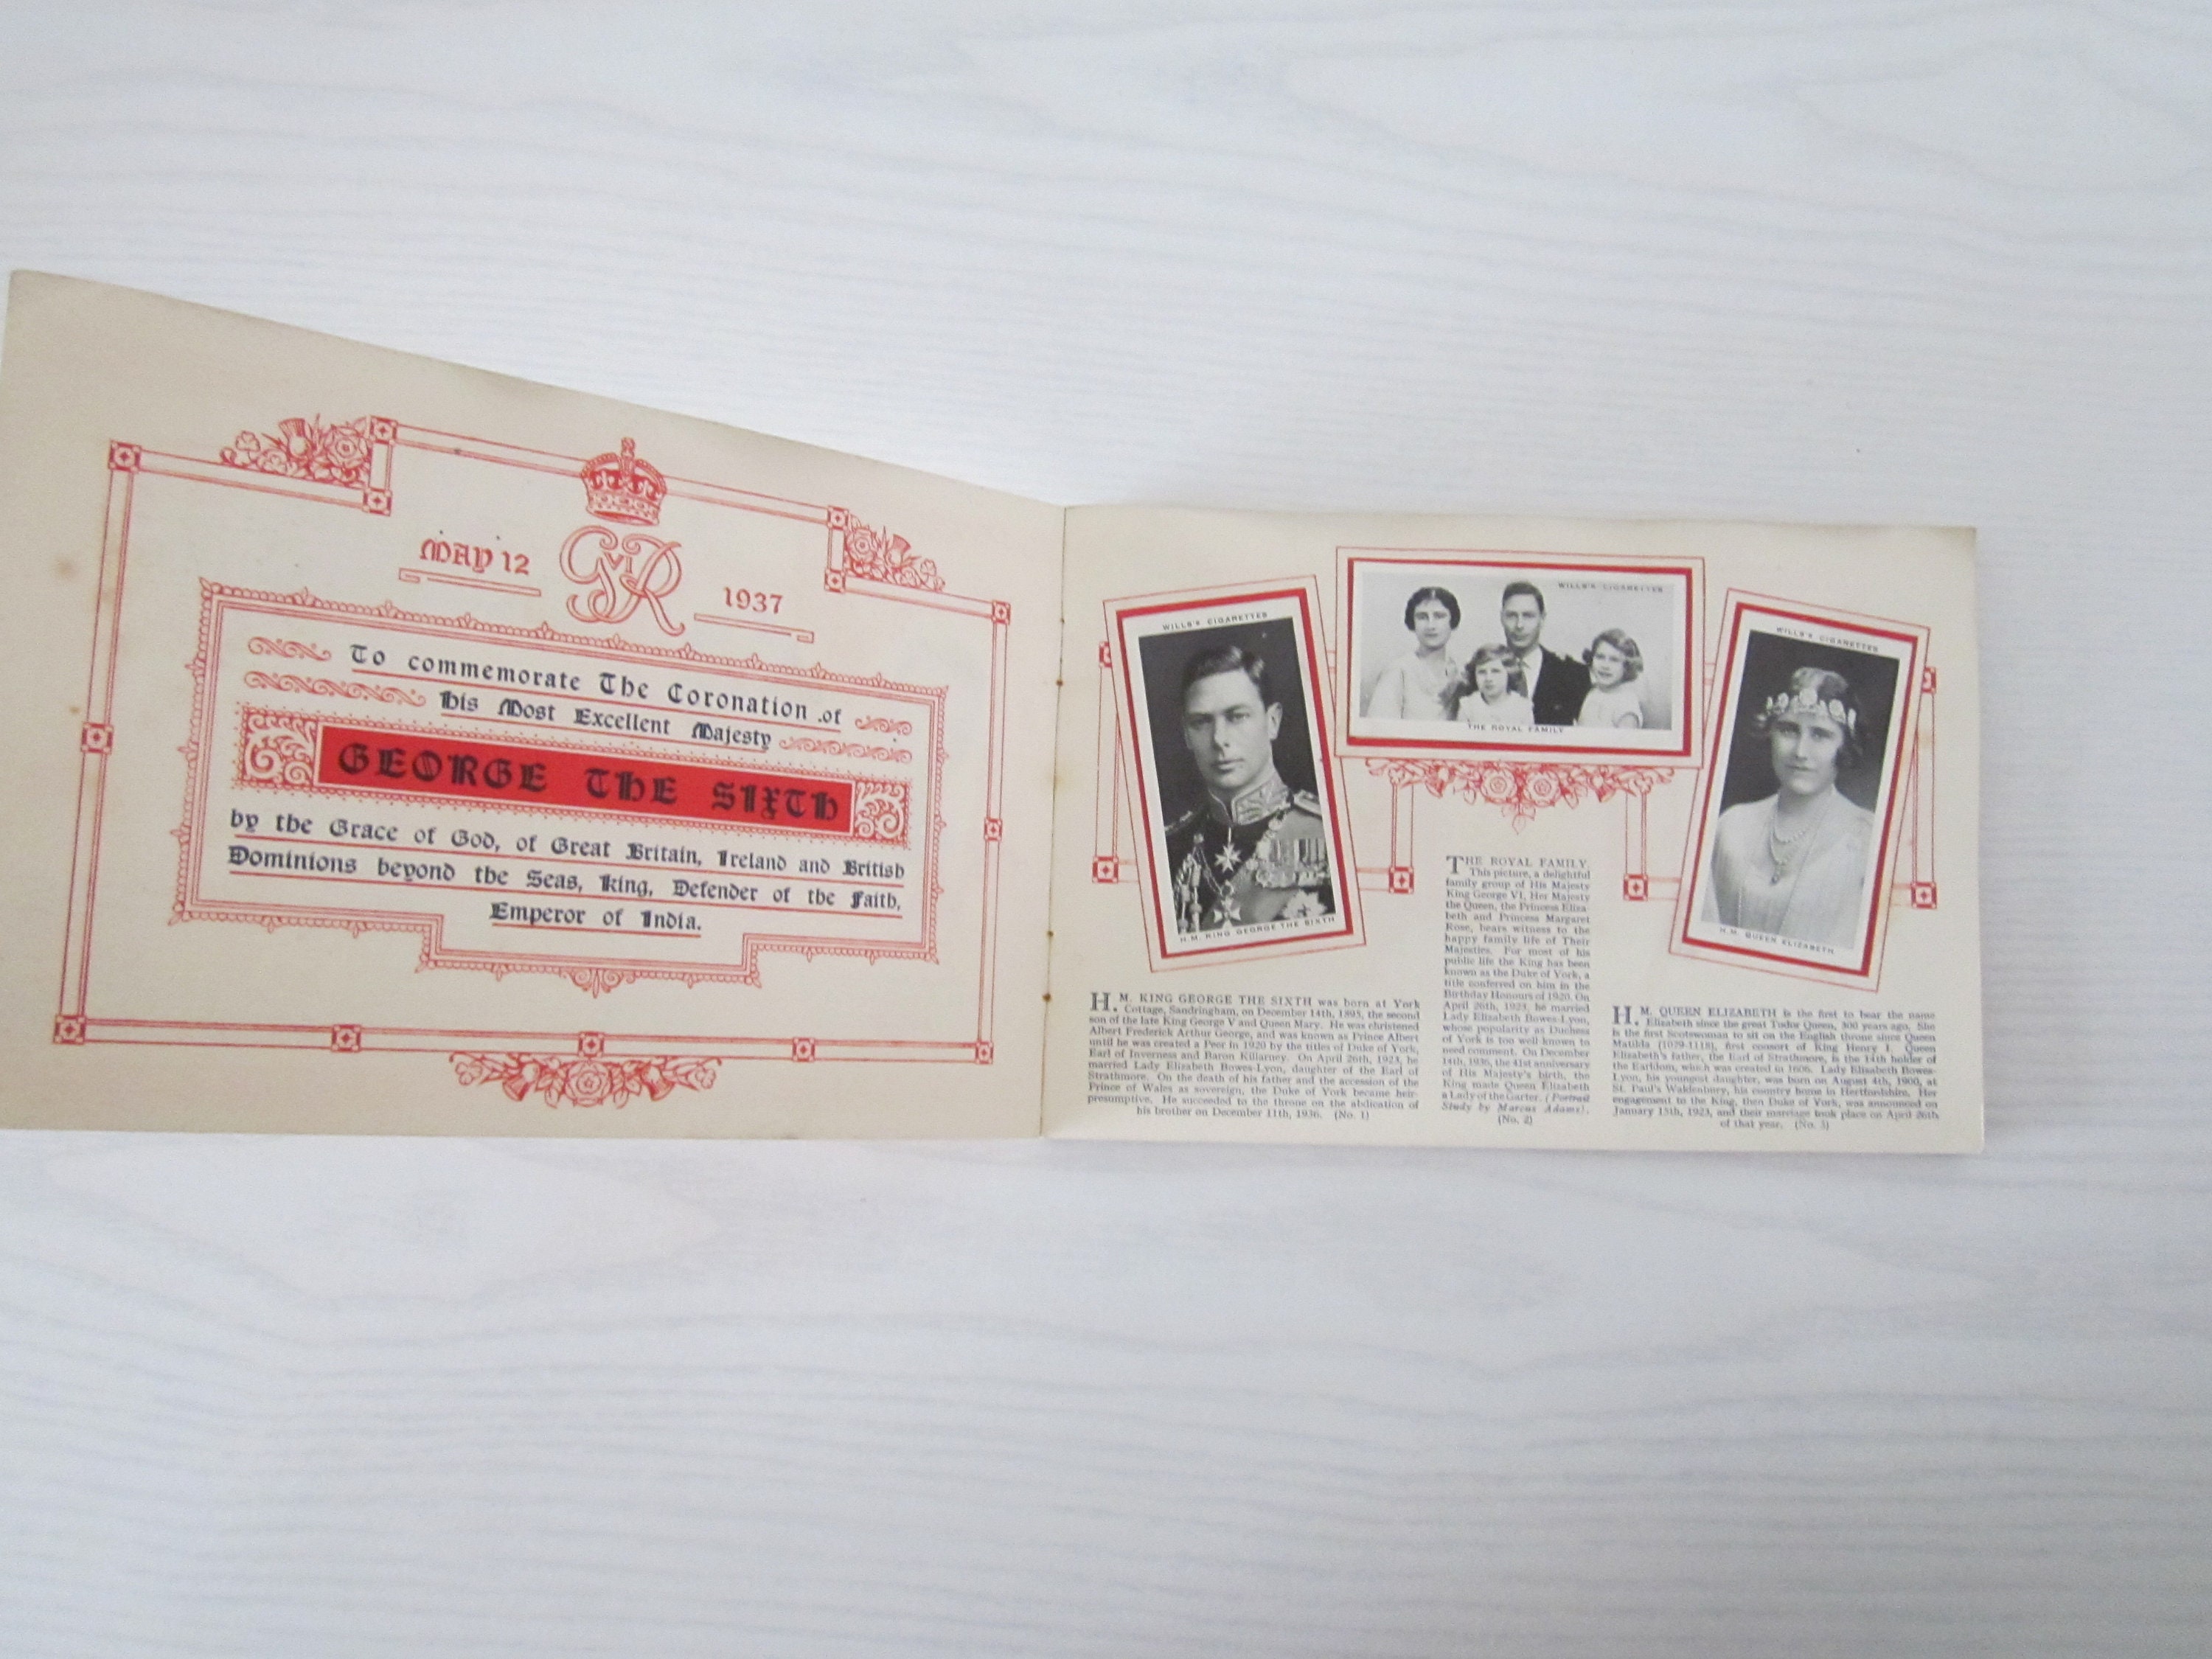 MAY 12
GVIR
1937
To commemorate The Coronation of
His Most Excellent Majesty
GEORGE THE SIXTH
by the Grace of God, of Great Britain, Ireland and British
Dominions beyond the Seas, King, Defender of the Faith,
Emperor of India.
WILLS'S CIGARETTES
H.M. KING GEORGE THE SIXTH
WILLS'S CIGARETTES
THE ROYAL FAMILY
WILLS'S CIGARETTES
H.M. QUEEN ELIZABETH
H.M. KING GEORGE THE SIXTH was born at York
Cottage, Sandringham, on December 14th, 1895, the second
son of the late King George V and Queen Mary. He was christened
Albert Frederick Arthur George, and was known as Prince Albert
until he was created a Peer in 1920 by the titles of Duke of York,
Earl of Inverness and Baron Killarney. On April 26th, 1923, he
married Lady Elizabeth Bowes-Lyon, daughter of the Earl of
Strathmore. On the death of his father and the accession of the
Prince of Wales as sovereign, the Duke of York became heir-
presumptive. He succeeded to the throne on the abdication of
his brother on December 11th, 1936. (No. 1)
THE ROYAL FAMILY.
This picture, a delightful
family group of His Majesty
King George VI, Her Majesty
the Queen, the Princess Eliza-
beth and Princess Margaret
Rose, bears witness to the
happy family life of Their
Majesties. For most of his
public life the King has been
known as the Duke of York, a
title conferred on him in the
Birthday Honours of 1920. On
April 26th, 1923, he married
Lady Elizabeth Bowes-Lyon,
whose popularity as Duchess
of York is too well known to
need comment. On December
14th, 1936, the 41st anniversary
of His Majesty's birth, the
King made Queen Elizabeth
a Lady of the Garter. (Portrait
Study by Marcus Adams).
(No. 2)
H.M. QUEEN ELIZABETH is the first to bear the name
Elizabeth since the great Tudor Queen, 300 years ago. She
is the first Scotswoman to sit on the English throne since Queen
Matilda (1079-1118), first consort of King Henry I. Queen
Elizabeth's father, the Earl of Strathmore, is the 14th holder of
the Earldom, which was created in 1606. Lady Elizabeth Bowes-
Lyon, his youngest daughter, was born on August 4th, 1900, at
St. Paul's Waldenbury, his country home in Hertfordshire. Her
engagement to the King, then Duke of York, was announced on
January 15th, 1923, and their marriage took place on April 26th
of that year. (No. 3)